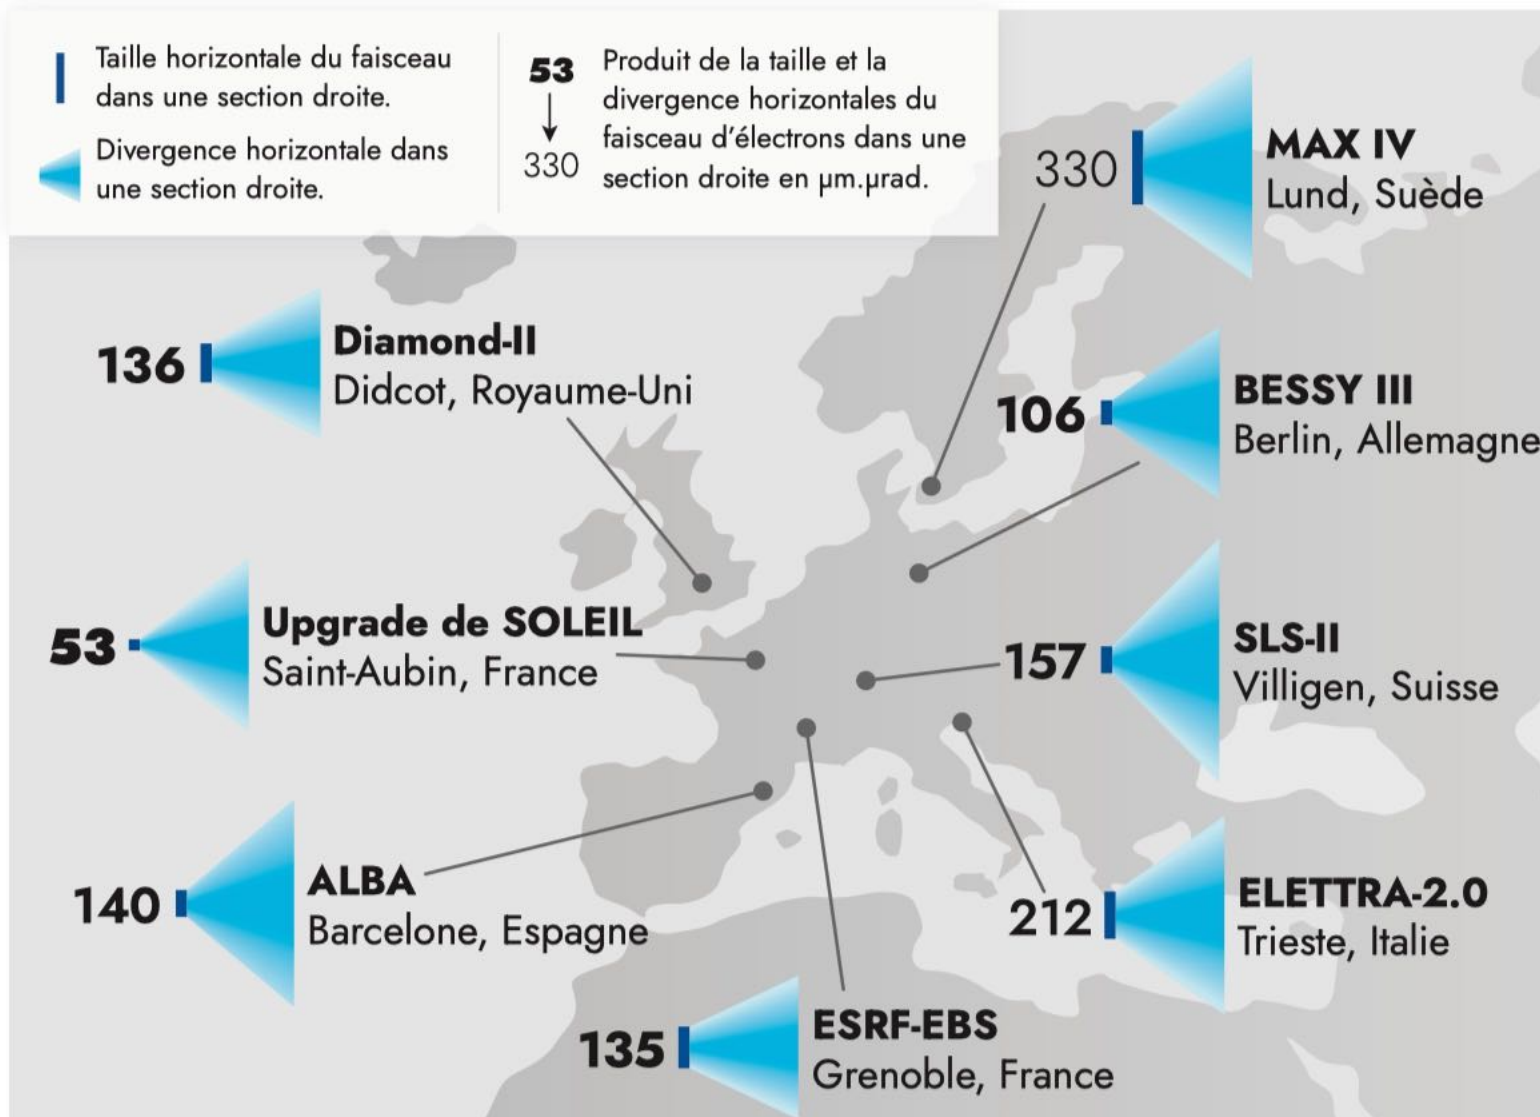 Taille horizontale du faisceau
dans une section droite.
Divergence horizontale dans
une section droite.
53
330
Produit de la taille et la
divergence horizontales du
faisceau d’électrons dans une
section droite en µm.µrad.
330
MAX IV
Lund, Suède
136
Diamond-II
Didcot, Royaume-Uni
106
BESSY III
Berlin, Allemagne
53
Upgrade de SOLEIL
Saint-Aubin, France
157
SLS-II
Villigen, Suisse
140
ALBA
Barcelone, Espagne
212
ELETTRA-2.0
Trieste, Italie
135
ESRF-EBS
Grenoble, France